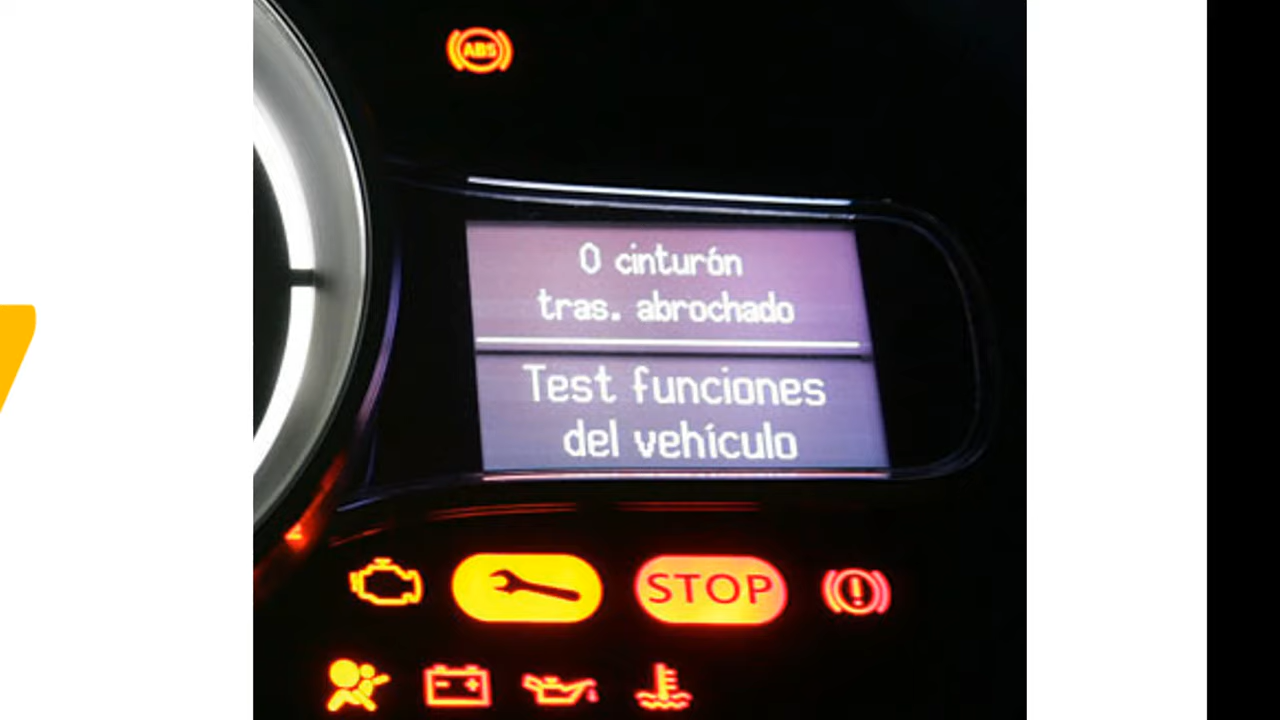 ABS
0 cinturón
tras. abrochado
Test funciones
del vehículo
STOP